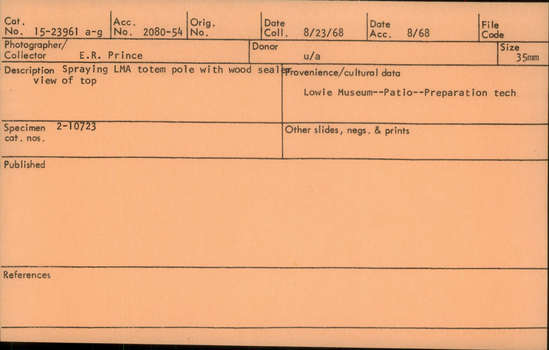 Cat. Acc. Orig. Date Date File
No. 15-23961 a-g No. 2080-54 No. Coll. 8/23/68 Acc. 8/68 Code
Photographer/ Donor Size
Collector E.R. Prince u/a 35mm
Description Spraying LMA totem pole with wood sealer Provenience/cultural data
view of top
Lowie Museum--Patio--Preparation tech
Specimen 2-10723 Other slides, negs. & prints
cat. nos.
Published
References